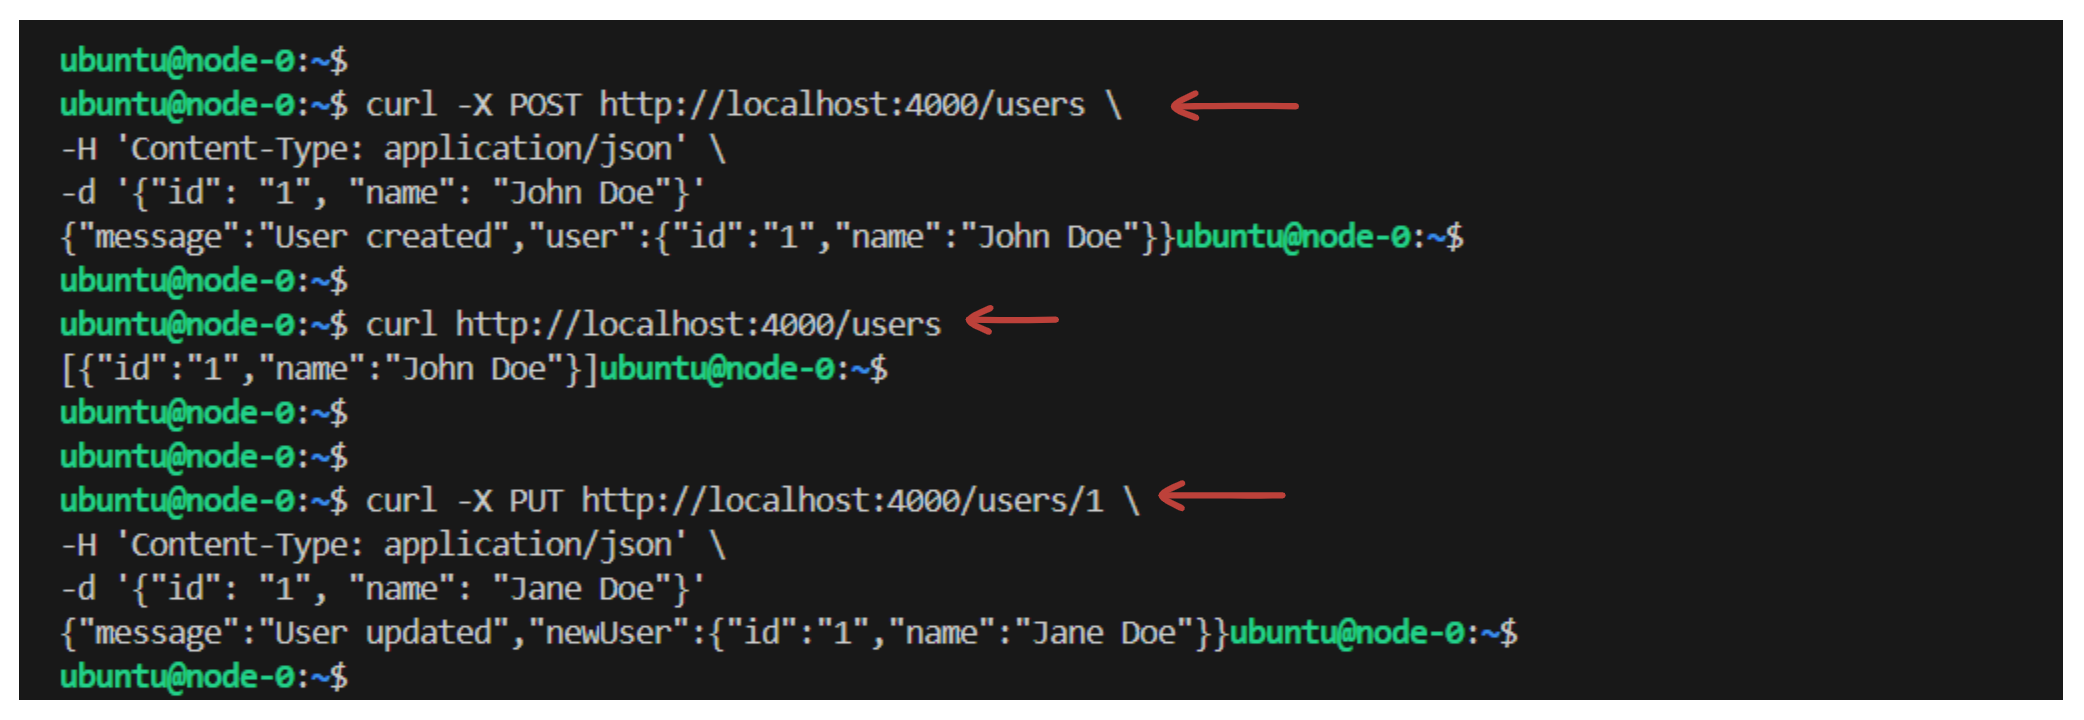 ubuntu@node-0:~$
ubuntu@node-0:~$ curl -X POST http://localhost:4000/users \
-H 'Content-Type: application/json' \
-d '{"id": "1", "name": "John Doe"}'
{"message":"User created","user":{"id":"1","name":"John Doe"}}ubuntu@node-0:~$
ubuntu@node-0:~$
ubuntu@node-0:~$ curl http://localhost:4000/users
[{"id":"1","name":"John Doe"}]ubuntu@node-0:~$
ubuntu@node-0:~$
ubuntu@node-0:~$
ubuntu@node-0:~$ curl -X PUT http://localhost:4000/users/1 \
-H 'Content-Type: application/json' \
-d '{"id": "1", "name": "Jane Doe"}'
{"message":"User updated","newUser":{"id":"1","name":"Jane Doe"}}ubuntu@node-0:~$
ubuntu@node-0:~$